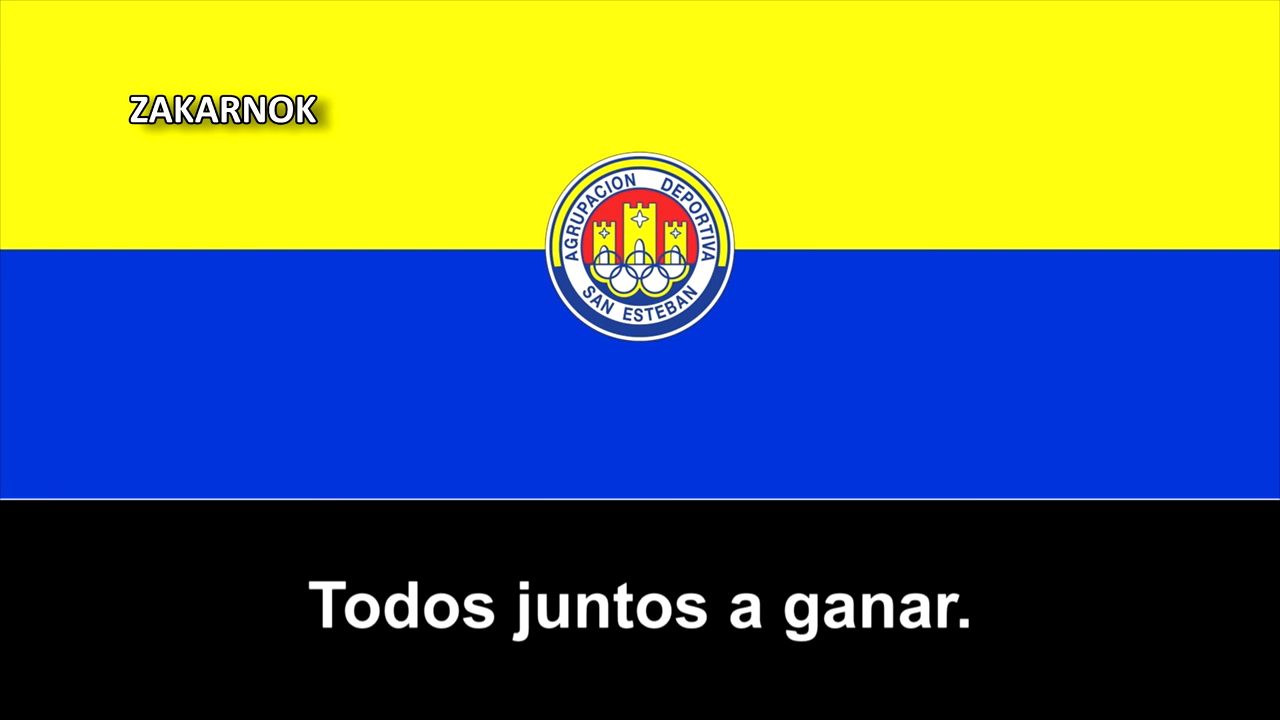 ZAKARNOK
AGRUPACION DEPORTIVA
SAN ESTEBAN
Todos juntos a ganar.